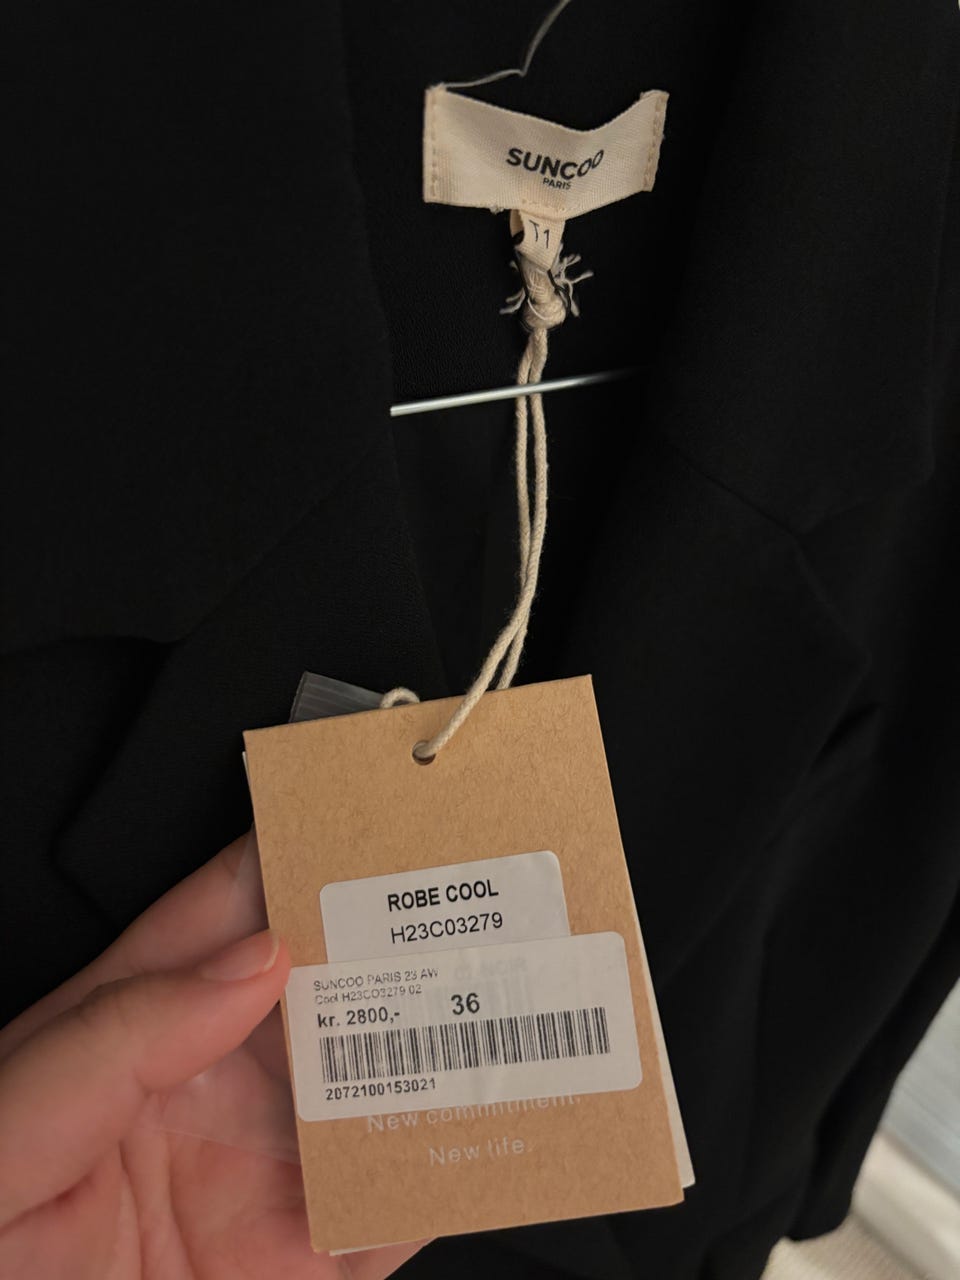 SUNCOO
PARIS
T1
ROBE COOL
H23C03279
SUNCOO PARIS 23 AW
Cool H23CO3279 02
kr. 2800,- 36
2072100153021
New commitment.
New life.